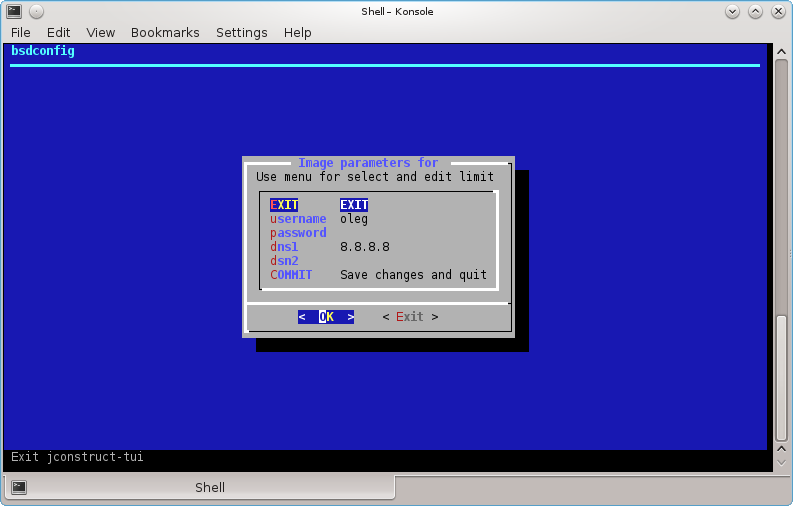 Shell – Konsole
File Edit View Bookmarks Settings Help
bsdconfig
Image parameters for
Use menu for select and edit limit
EXIT EXIT
username oleg
password
dns1 8.8.8.8
dsn2
COMMIT Save changes and quit
< OK > < Exit >
Exit jconstruct-tui
Shell